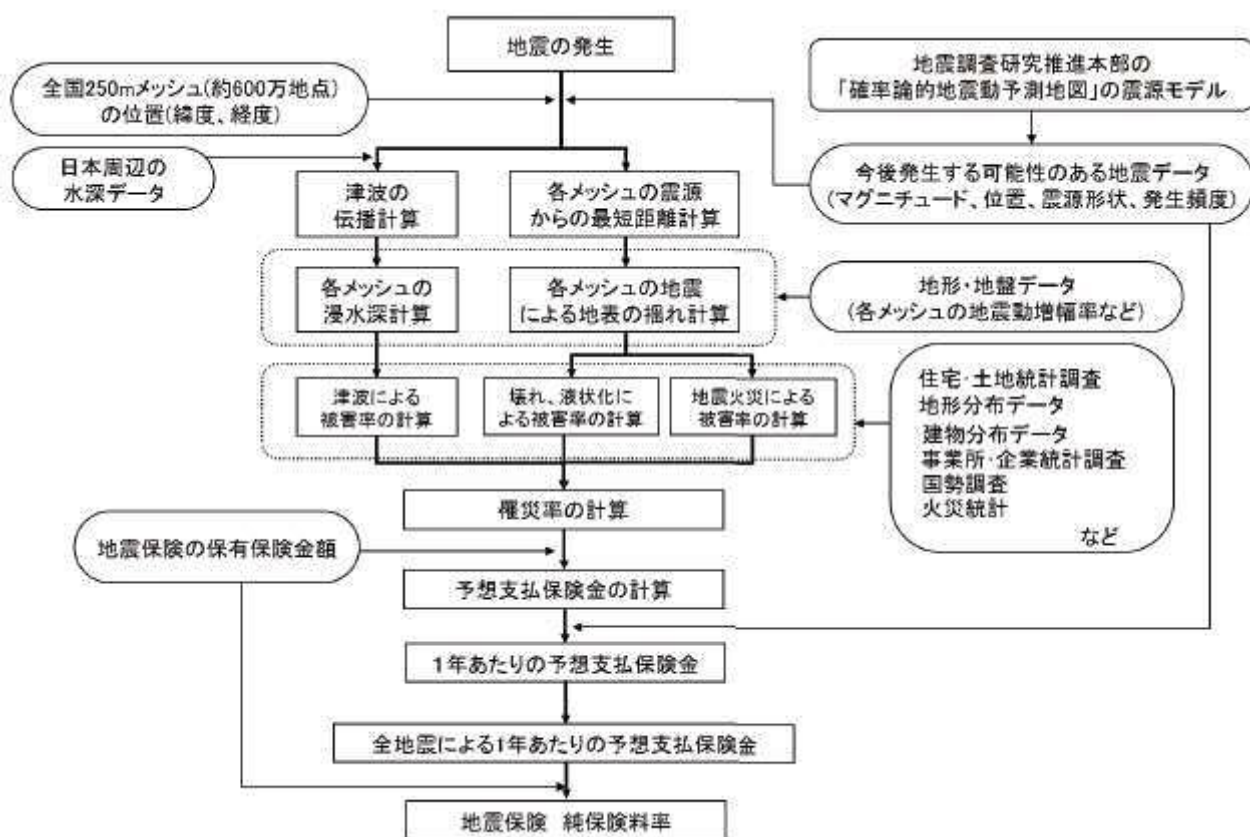 地震の発生
全国250mメッシュ(約600万地点)
の位置(緯度、経度)
地震調査研究推進本部の
「確率論的地震動予測地図」の震源モデル
日本周辺の
水深データ
今後発生する可能性のある地震データ
(マグニチュード、位置、震源形状、発生頻度)
津波の
伝播計算
各メッシュの震源
からの最短距離計算
各メッシュの
浸水深計算
各メッシュの地震
による地表の揺れ計算
地形・地盤データ
(各メッシュの地震動増幅率など)
津波による
被害率の計算
壊れ、液状化に
よる被害率の計算
地震火災による
被害率の計算
住宅・土地統計調査
地形分布データ
建物分布データ
事業所・企業統計調査
国勢調査
火災統計
など
罹災率の計算
地震保険の保有保険金額
予想支払保険金の計算
1年あたりの予想支払保険金
全地震による1年あたりの予想支払保険金
地震保険 純保険料率